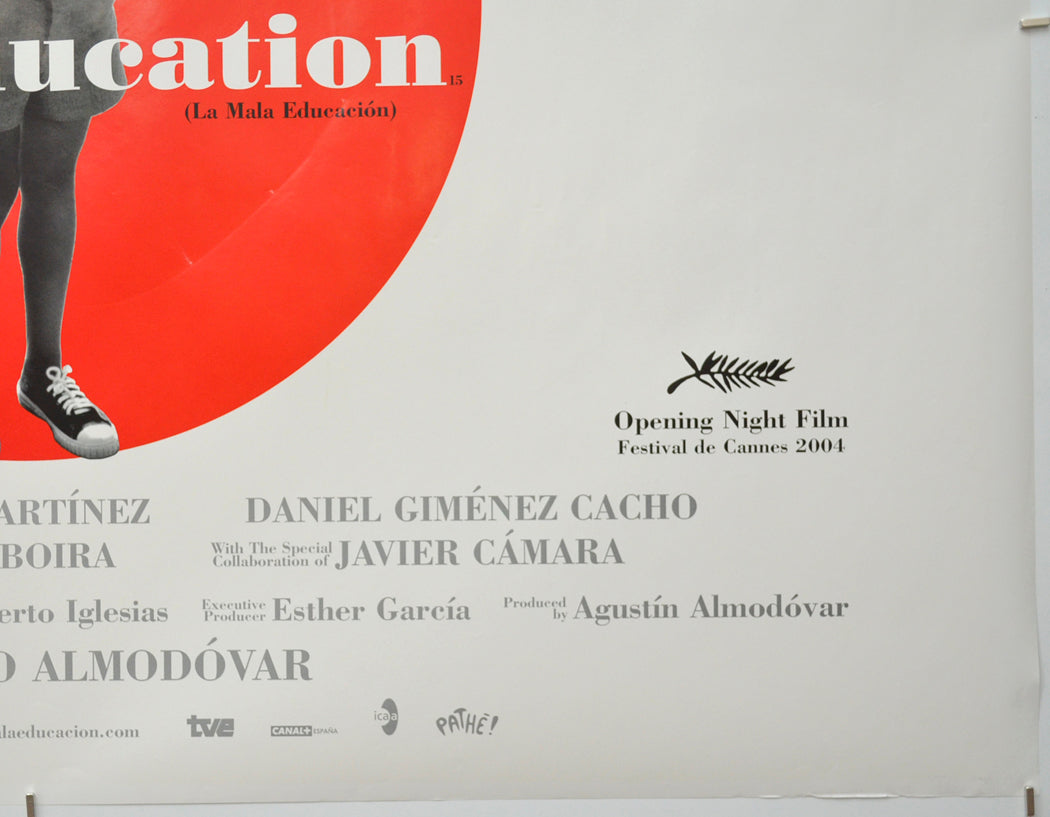 ucation 15
(La Mala Educación)
Opening Night Film
Festival de Cannes 2004
ARTÍNEZ DANIEL GIMÉNEZ CACHO
BOIRA With The Special Collaboration of JAVIER CÁMARA
erto Iglesias Executive Producer Esther García Produced by Agustín Almodóvar
O ALMODÓVAR
laeducacion.com tve CANAL+ ESPAÑA icaa PATHÉ!